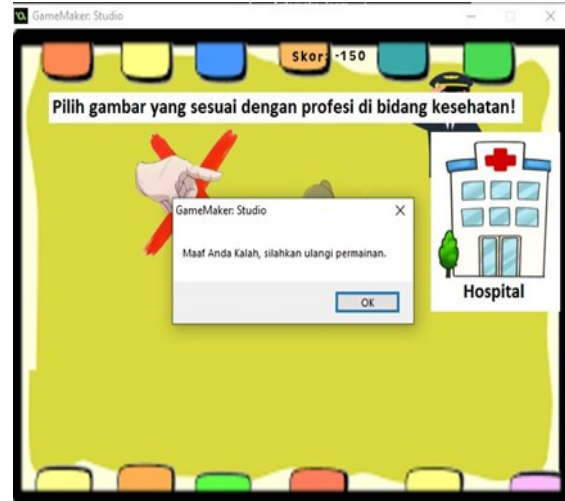 GameMaker: Studio
Skor: -150
Pilih gambar yang sesuai dengan profesi di bidang kesehatan!
GameMaker: Studio
Maaf Anda Kalah, silahkan ulangi permainan.
OK
Hospital